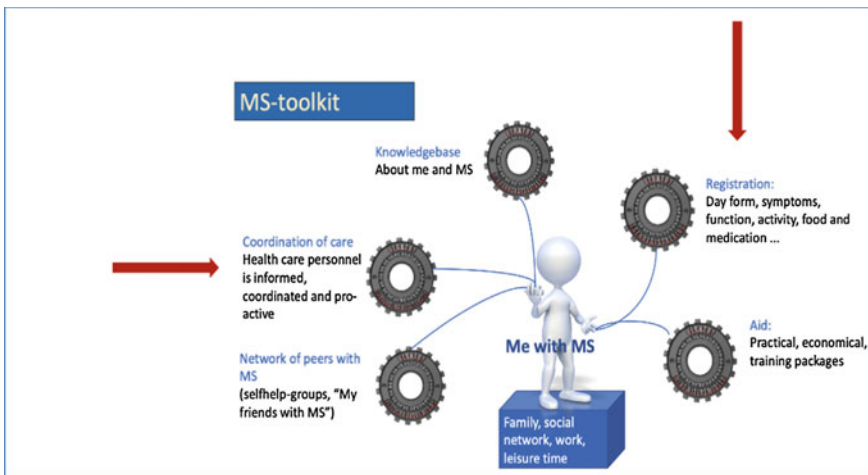 MS-toolkit
Knowledgebase
About me and MS
Registration:
Day form, symptoms,
function, activity, food and
medication ...
Coordination of care
Health care personnel
is informed,
coordinated and pro-
active
Network of peers with
MS
(selfhelp-groups, “My
friends with MS”)
Me with MS
Aid:
Practical, economical,
training packages
Family, social
network, work,
leisure time